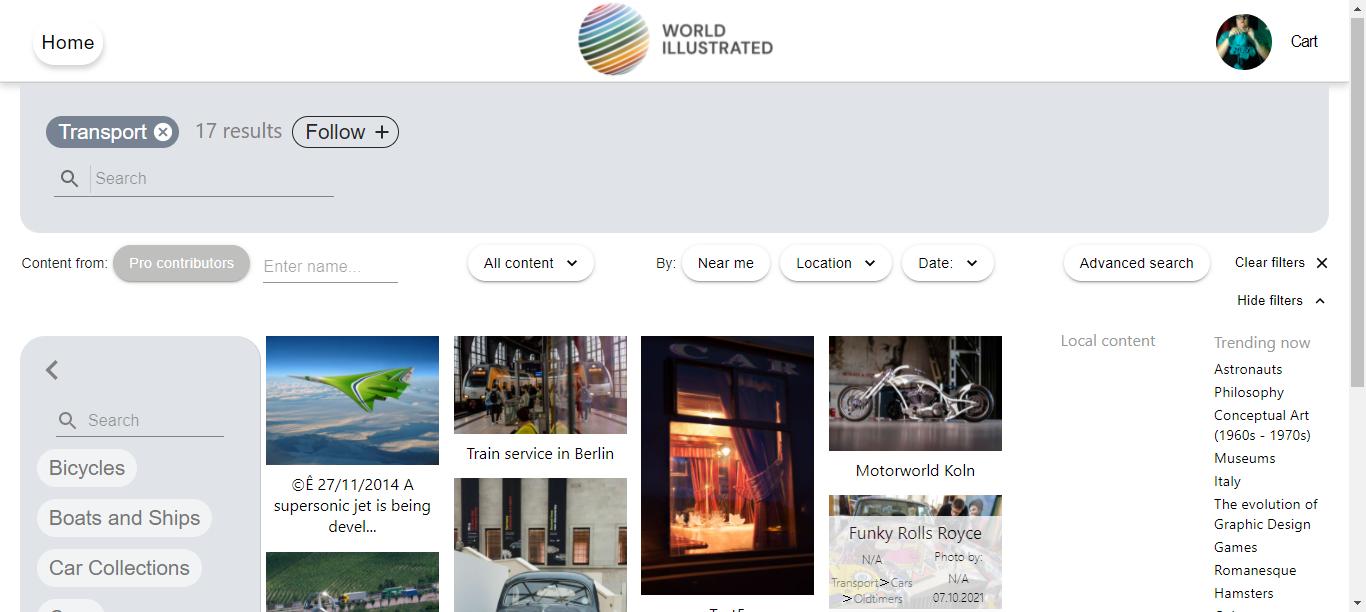 Home
WORLD
ILLUSTRATED
Cart
Transport
17 results
Follow +
Search
Content from:
Pro contributors
Enter name...
All content
By:
Near me
Location
Date:
Advanced search
Clear filters
Hide filters
Search
Bicycles
Boats and Ships
Car Collections
©Ê 27/11/2014 A
supersonic jet is being
devel...
Train service in Berlin
CAR
Motorworld Koln
Funky Rolls Royce
N/A
Photo by:
N/A
Transport>Cars
>Oldtimers
07.10.2021
Local content
Trending now
Astronauts
Philosophy
Conceptual Art
(1960s - 1970s)
Museums
Italy
The evolution of
Graphic Design
Games
Romanesque
Hamsters